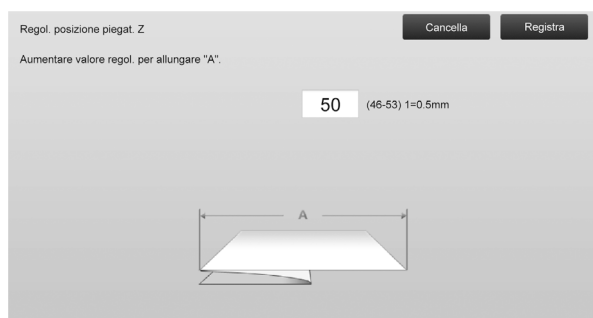 Regol. posizione piegat. Z
Cancella
Registra
Aumentare valore regol. per allungare "A".
50 (46-53) 1=0.5mm
A